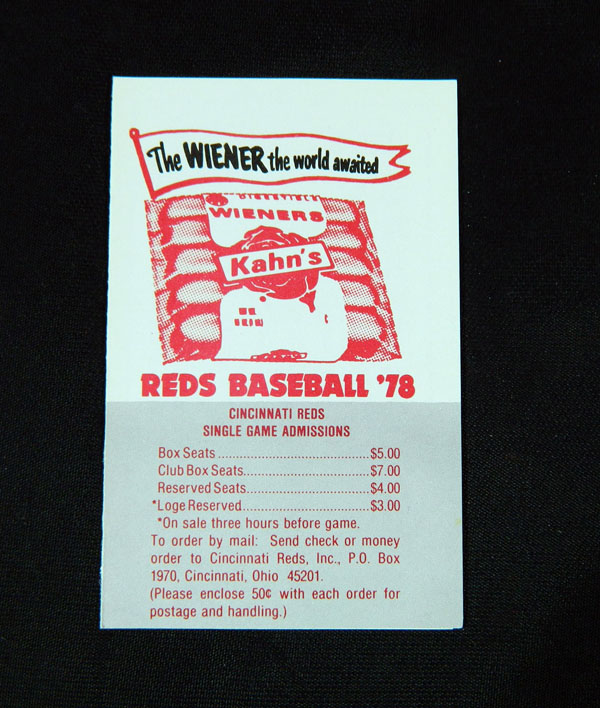 The WIENER the world awaited
WIENERS
Kahn's
REDS BASEBALL '78
CINCINNATI REDS
SINGLE GAME ADMISSIONS
Box Seats ........................................ $5.00
Club Box Seats................................. $7.00
Reserved Seats................................ $4.00
*Loge Reserved................................. $3.00
*On sale three hours before game.
To order by mail: Send check or money
order to Cincinnati Reds, Inc., P.O. Box
1970, Cincinnati, Ohio 45201.
(Please enclose 50¢ with each order for
postage and handling.)